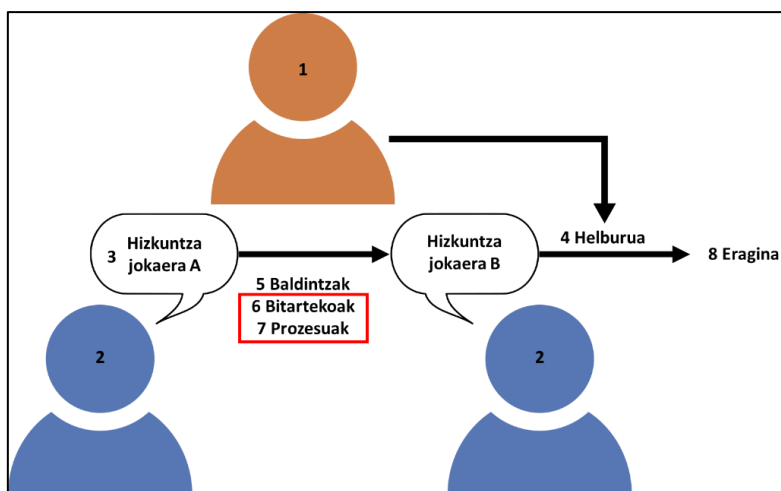 1
3 Hizkuntza
jokaera A
Hizkuntza
jokaera B
4 Helburua
8 Eragina
5 Baldintzak
6 Bitartekoak
7 Prozesuak
2
2